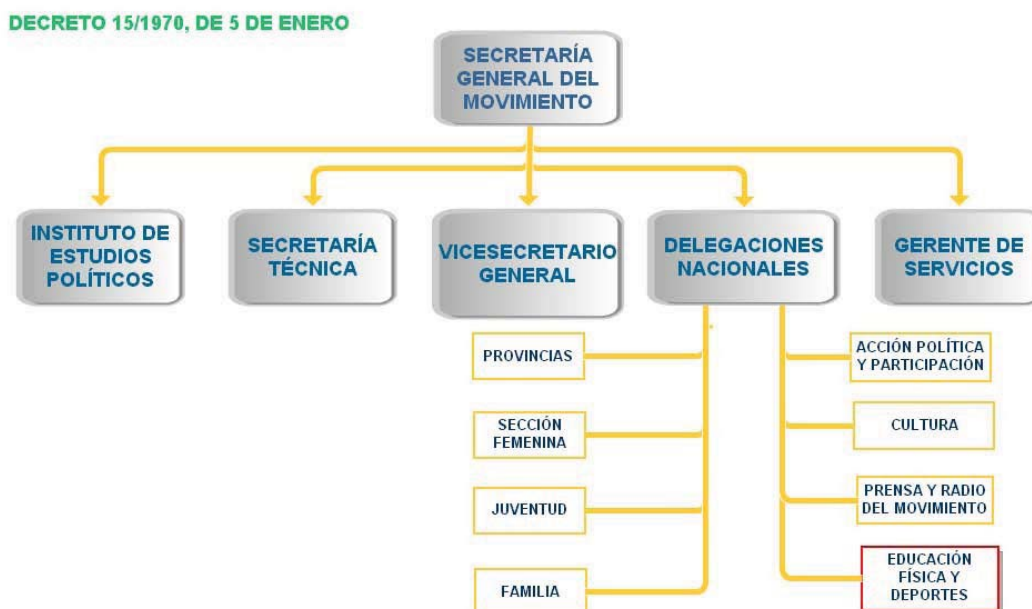 DECRETO 15/1970, DE 5 DE ENERO
SECRETARÍA
GENERAL DEL
MOVIMIENTO
INSTITUTO DE
ESTUDIOS
POLÍTICOS
SECRETARÍA
TÉCNICA
VICESECRETARIO
GENERAL
DELEGACIONES
NACIONALES
GERENTE DE
SERVICIOS
PROVINCIAS
SECCIÓN
FEMENINA
JUVENTUD
FAMILIA
ACCIÓN POLÍTICA
Y PARTICIPACIÓN
CULTURA
PRENSA Y RADIO
DEL MOVIMIENTO
EDUCACIÓN
FÍSICA Y
DEPORTES